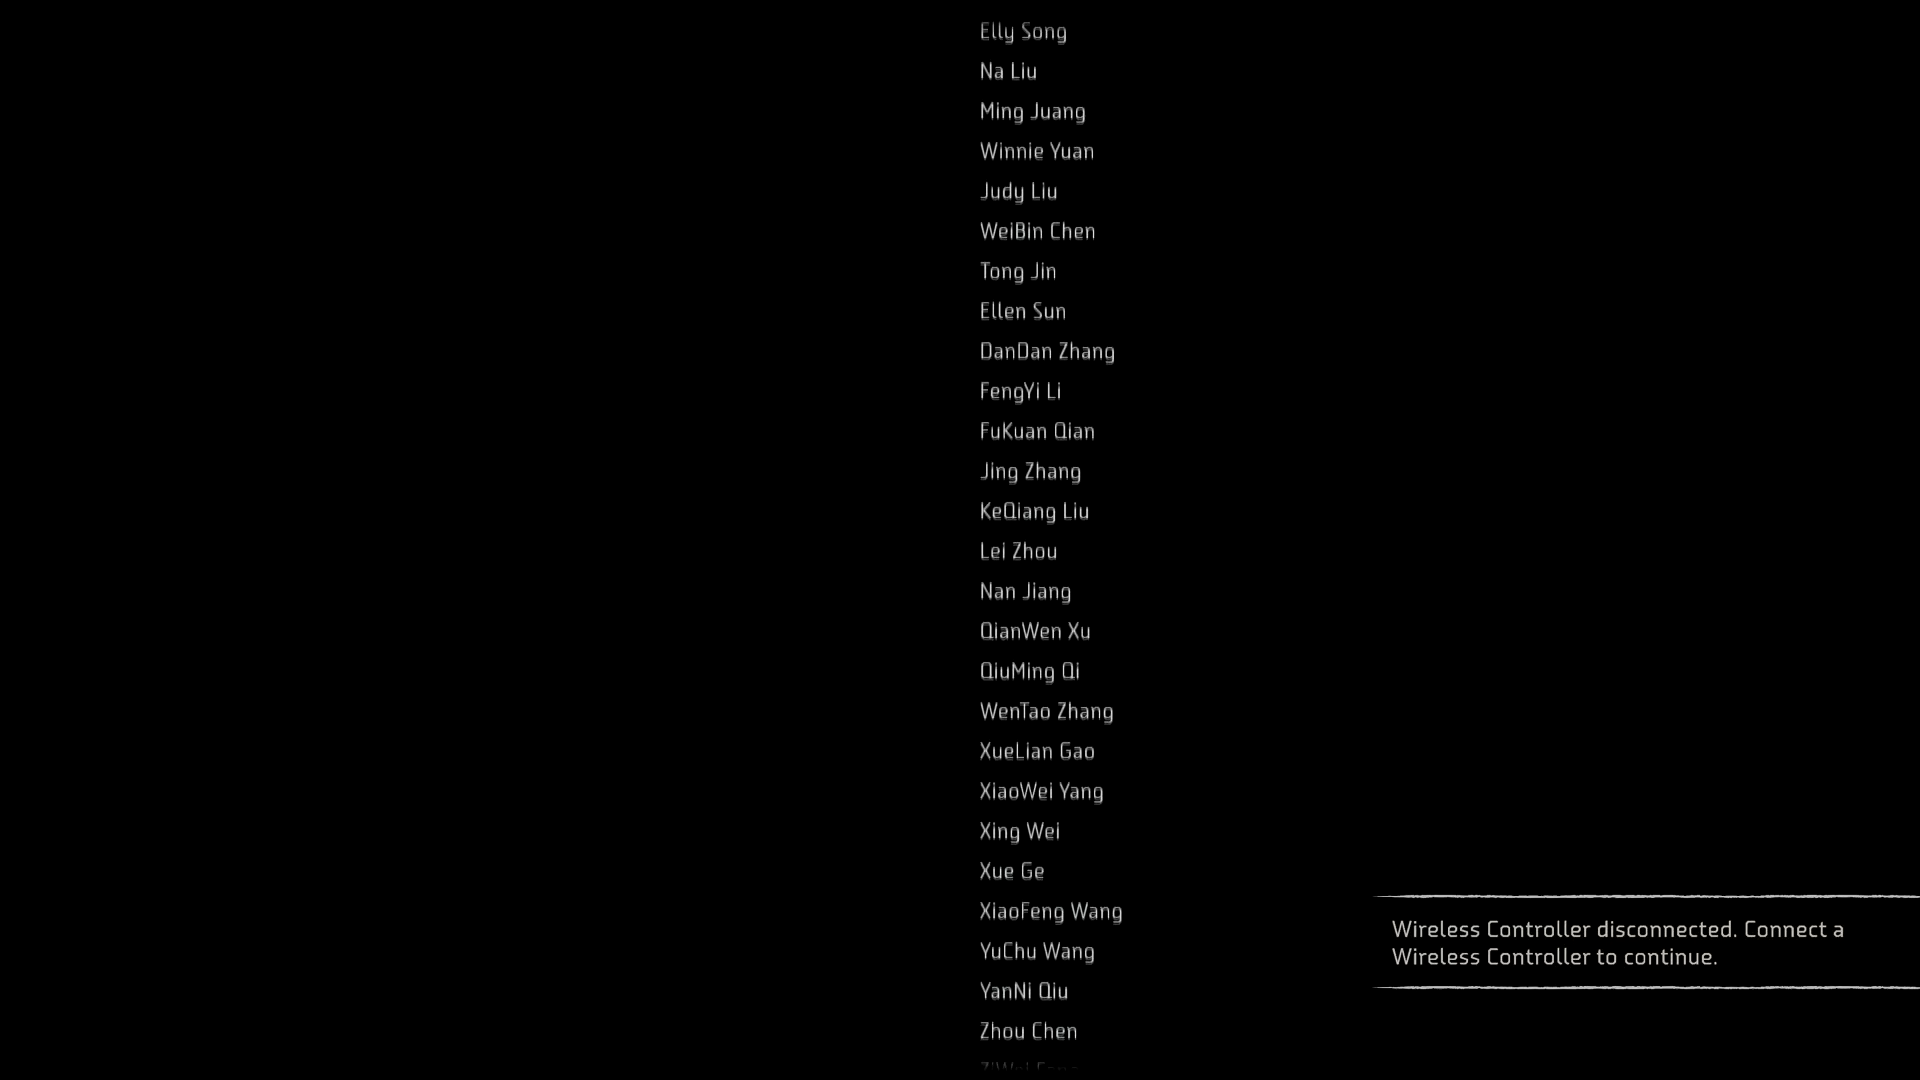 Elly Song
Na Liu
Ming Juang
Winnie Yuan
Judy Liu
WeiBin Chen
Tong Jin
Ellen Sun
DanDan Zhang
FengYi Li
FuKuan Qian
Jing Zhang
KeQiang Liu
Lei Zhou
Nan Jiang
QianWen Xu
QiuMing Qi
WenTao Zhang
XueLian Gao
XiaoWei Yang
Xing Wei
Xue Ge
XiaoFeng Wang
YuChu Wang
YanNi Qiu
Zhou Chen
Wireless Controller disconnected. Connect a
Wireless Controller to continue.